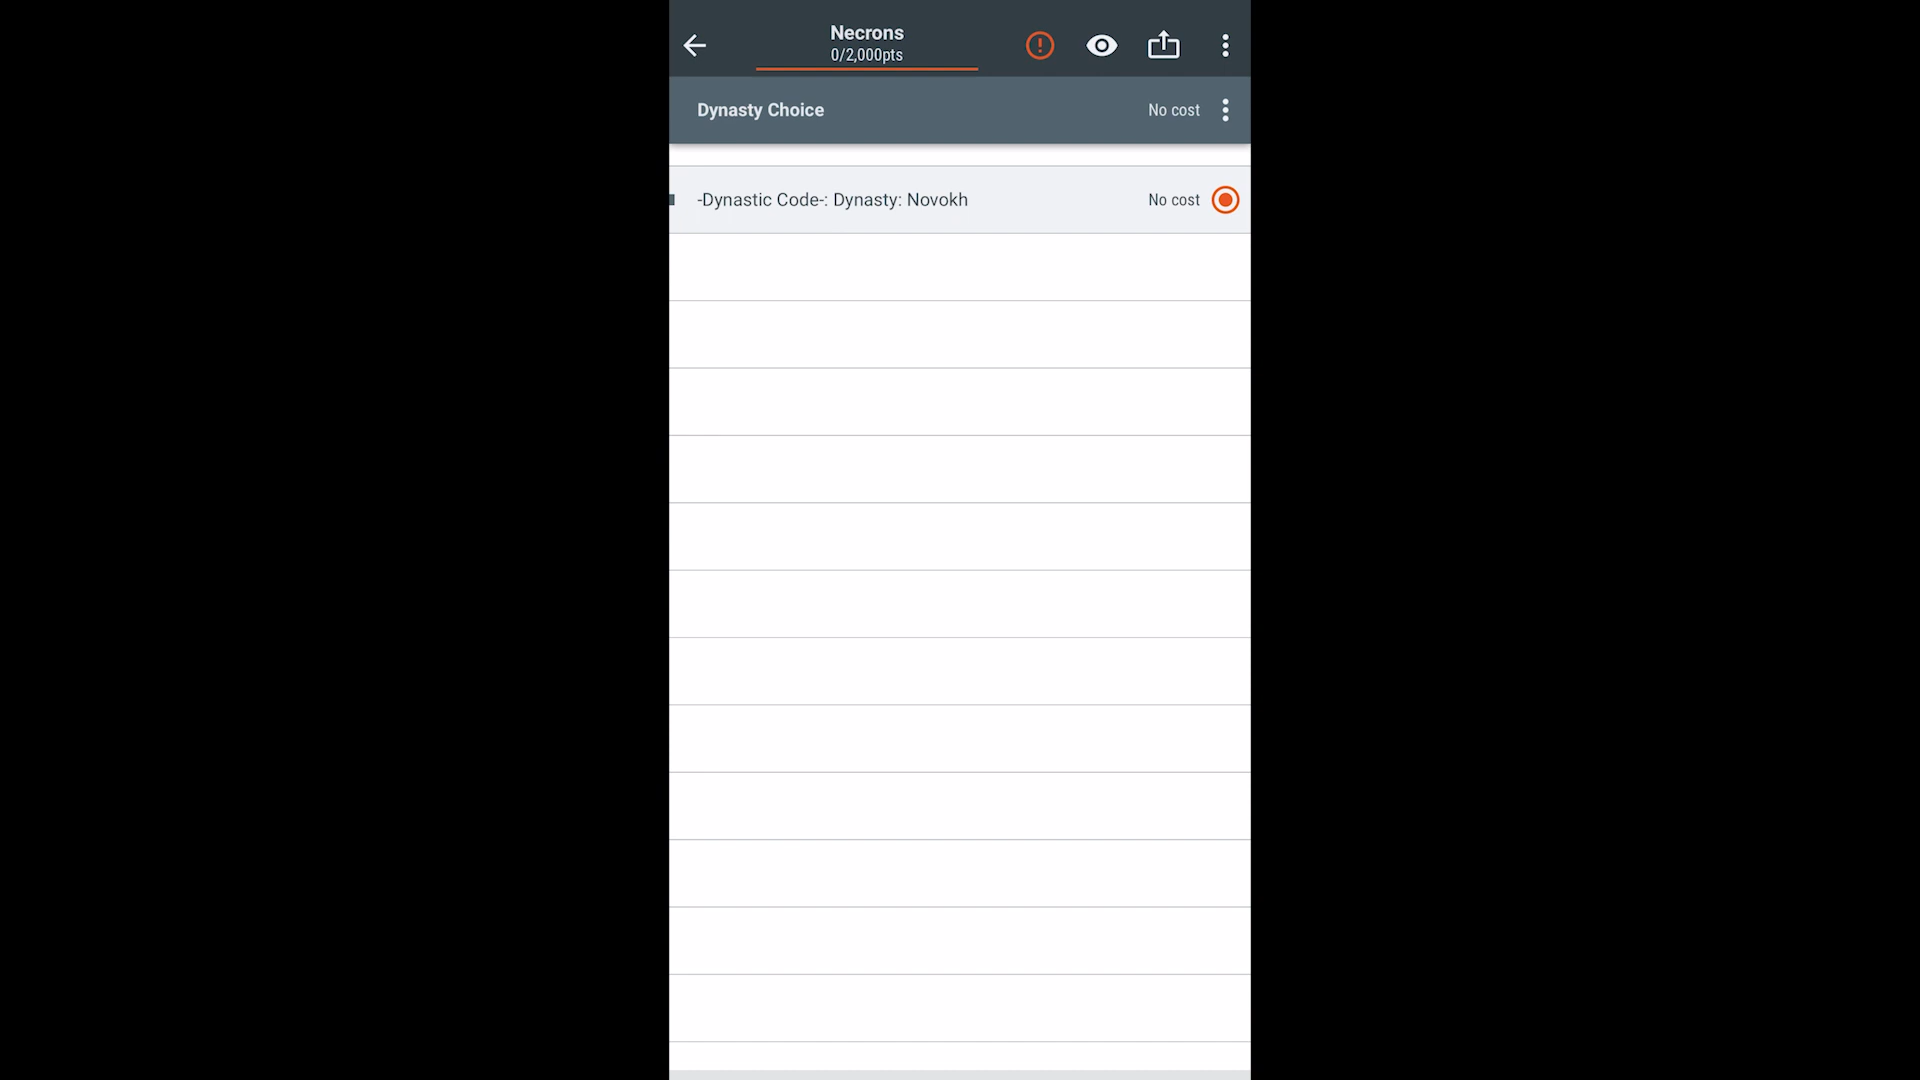 Necrons
0/2,000pts
Dynasty Choice No cost
-Dynastic Code-: Dynasty: Novokh No cost